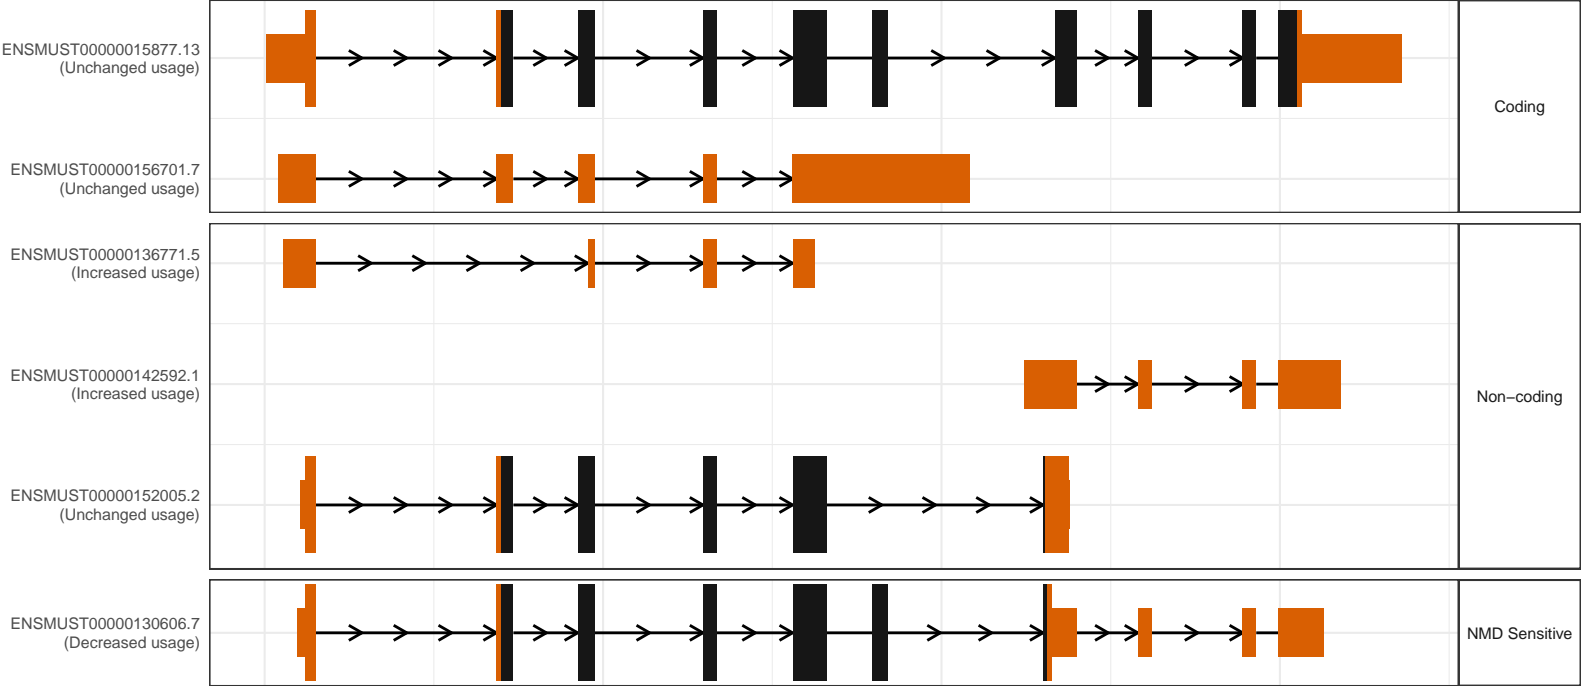 ENSMUST00000015877.13
(Unchanged usage)
ENSMUST00000156701.7
(Unchanged usage)
Coding
ENSMUST00000136771.5
(Increased usage)
ENSMUST00000142592.1
(Increased usage)
ENSMUST00000152005.2
(Unchanged usage)
Non−coding
ENSMUST00000130606.7
(Decreased usage)
NMD Sensitive